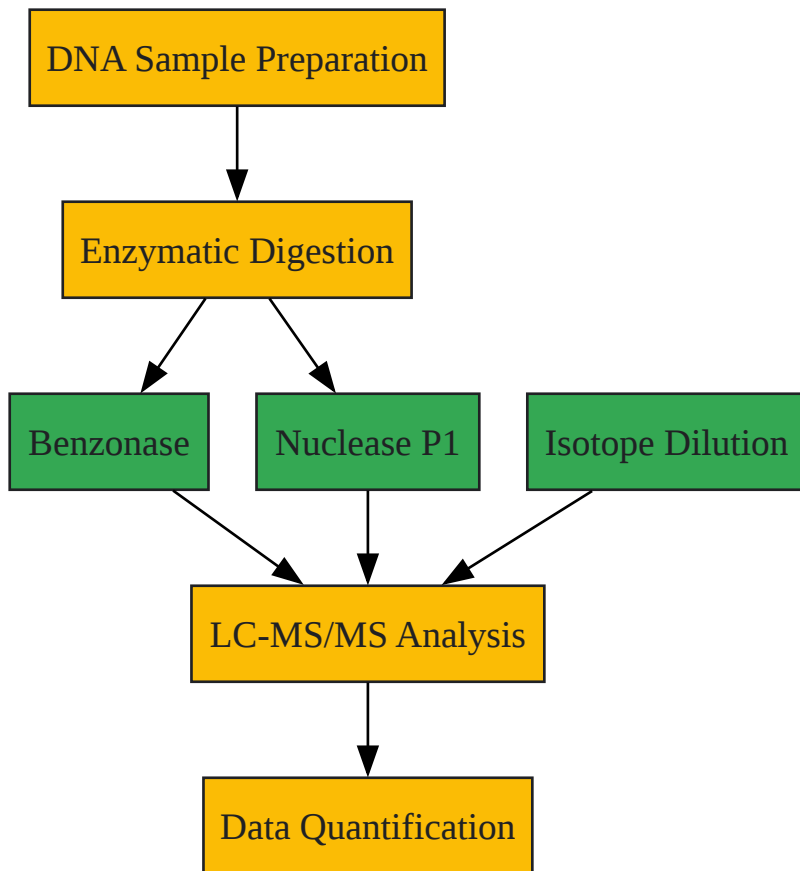 DNA Sample Preparation
Enzymatic Digestion
Benzonase
Nuclease P1
Isotope Dilution
LC-MS/MS Analysis
Data Quantification